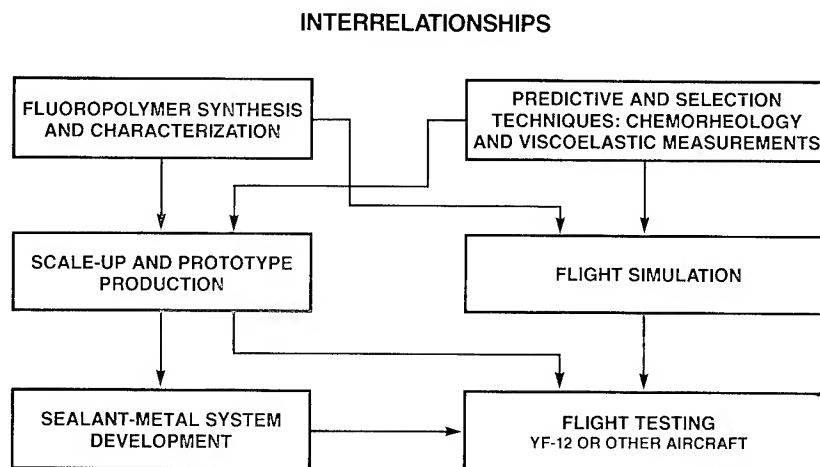 INTERRELATIONSHIPS
FLUOROPOLYMER SYNTHESIS
AND CHARACTERIZATION
PREDICTIVE AND SELECTION
TECHNIQUES: CHEMORHEOLOGY
AND VISCOELASTIC MEASUREMENTS
SCALE-UP AND PROTOTYPE
PRODUCTION
FLIGHT SIMULATION
SEALANT-METAL SYSTEM
DEVELOPMENT
FLIGHT TESTING
YF-12 OR OTHER AIRCRAFT